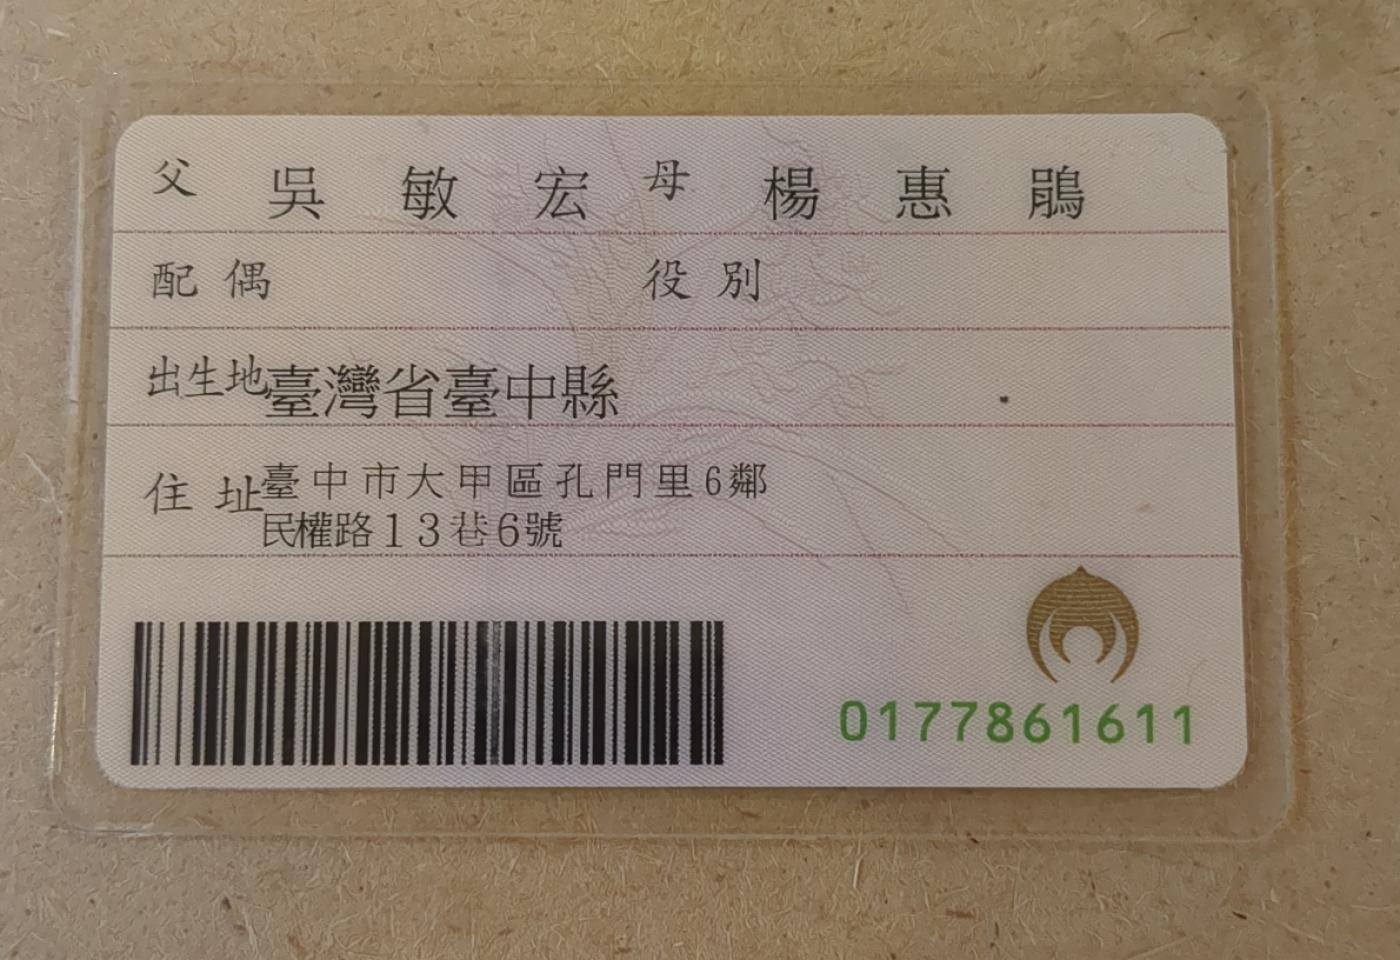 父 吳敏宏 母 楊惠鵑
配偶 役別
出生地 臺灣省臺中縣
住址 臺中市大甲區孔門里6鄰
民權路13巷6號
0177861611